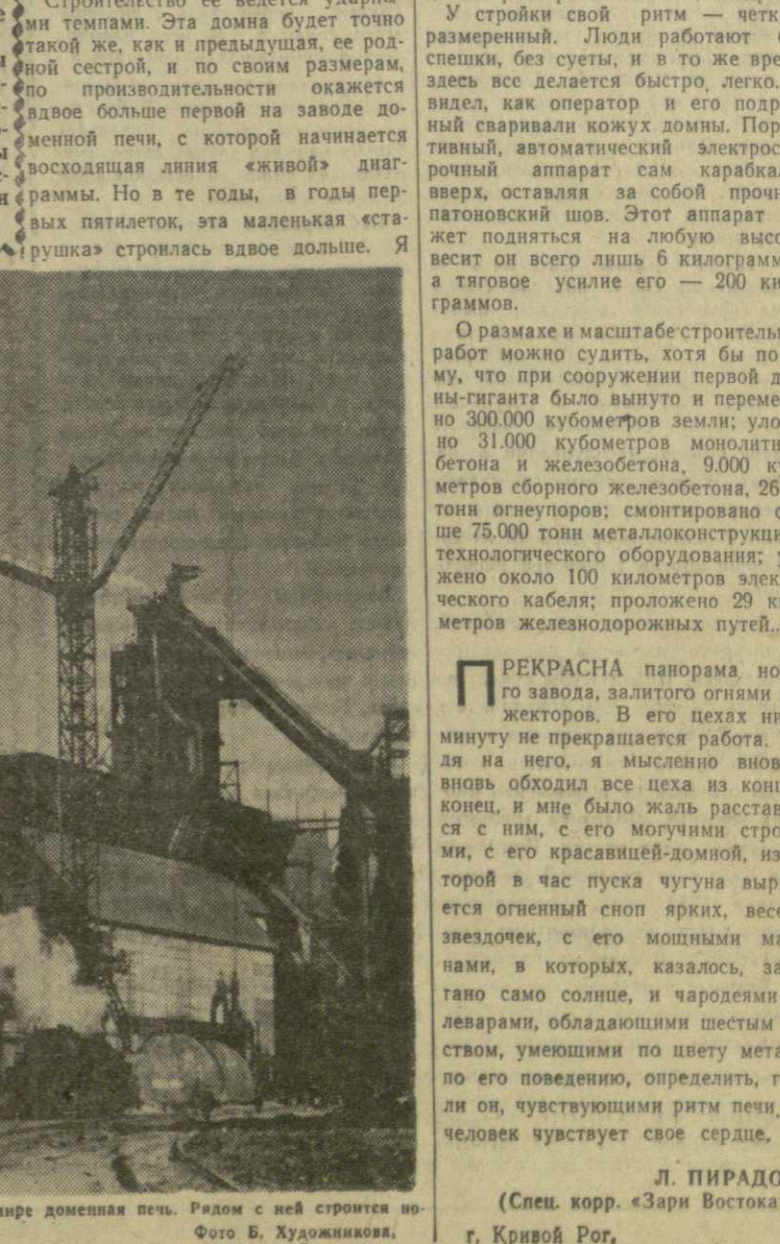 Строительство ее ведется
ми темпами. Эта домна будет точно
такой же, как и предыдущая, ее род-
ной сестрой, и по своим размерам,
по производительности окажется
вдвое больше первой на заводе до-
менной печи, с которой начинается
восходящая линия «живой» диаг-
раммы. Но в те годы, в годы пер-
вых пятилеток, эта маленькая «ста-
рушка» строилась вдвое дольше. Я
мире доменная печь. Рядом с ней строится но-
Фото Б. Художникова,
У стройки свой ритм — четк
размеренный. Люди работают
спешки, без суеты, и в то же вре
здесь все делается быстро, легко.
видел, как оператор и его подр
ный сваривали кожух домны. Пор
тивный, автоматический электрос
рочный аппарат сам карабка
вверх, оставляя за собой прочн
патоновский шов. Этот аппарат
жет подняться на любую высо
весит он всего лишь 6 килограмм
а тяговое усилие его — 200 ки
граммов.
О размахе и масштабе строитель
работ можно судить, хотя бы по
му, что при сооружении первой д
ны-гиганта было вынуто и переме
но 300.000 кубометров земли; уло
но 31.000 кубометров монолитн
бетона и железобетона, 9.000 к
метров сборного железобетона, 26
тонн огнеупоров; смонтировано
ше 75.000 тонн металлоконструкци
технологического оборудования;
жено около 100 километров элек
ческого кабеля; проложено 29 к
метров железнодорожных путей..
ПРЕКРАСНА панорама но
го завода, залитого огнями
жекторов. В его цехах ни
минуту не прекращается работа.
дя на него, я мысленно внов
вновь обходил все цеха из кон
конец, и мне было жаль расстав
ся с ним, с его могучими стро
ми, с его красавицей-домной, из
торой в час пуска чугуна выр
ется огненный сноп ярких, вес
звездочек, с его мощными ма
нами, в которых, казалось, за
тано само солнце, и чародеями
леварами, обладающими шестым
ством, умеющими по цвету мета
по его поведению, определить, г
ли он, чувствующими ритм печи,
человек чувствует свое сердце,
Л. ПИРАДО
(Спец. корр. «Зари Востока
г. Кривой Рог.